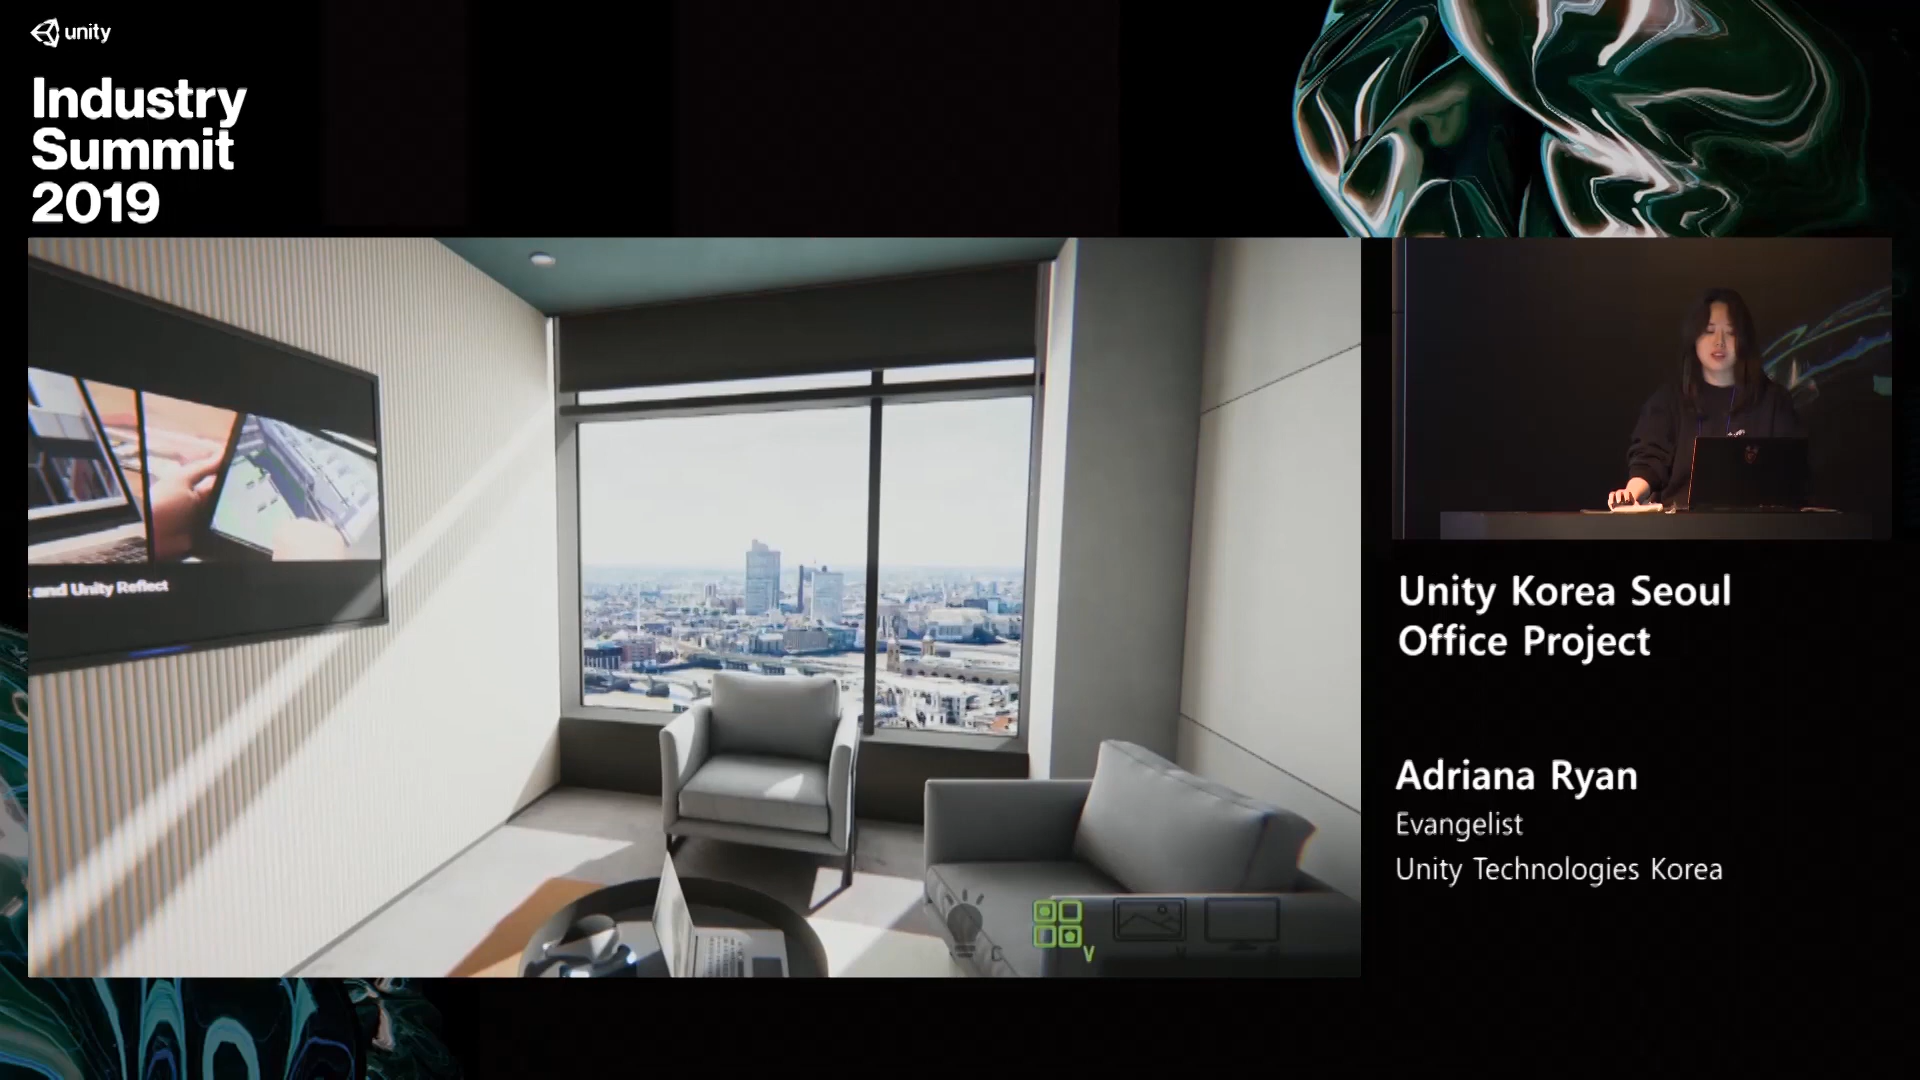 unity
Industry
Summit
2019
and Unity Reflect
C
V
Unity Korea Seoul
Office Project
Adriana Ryan
Evangelist
Unity Technologies Korea